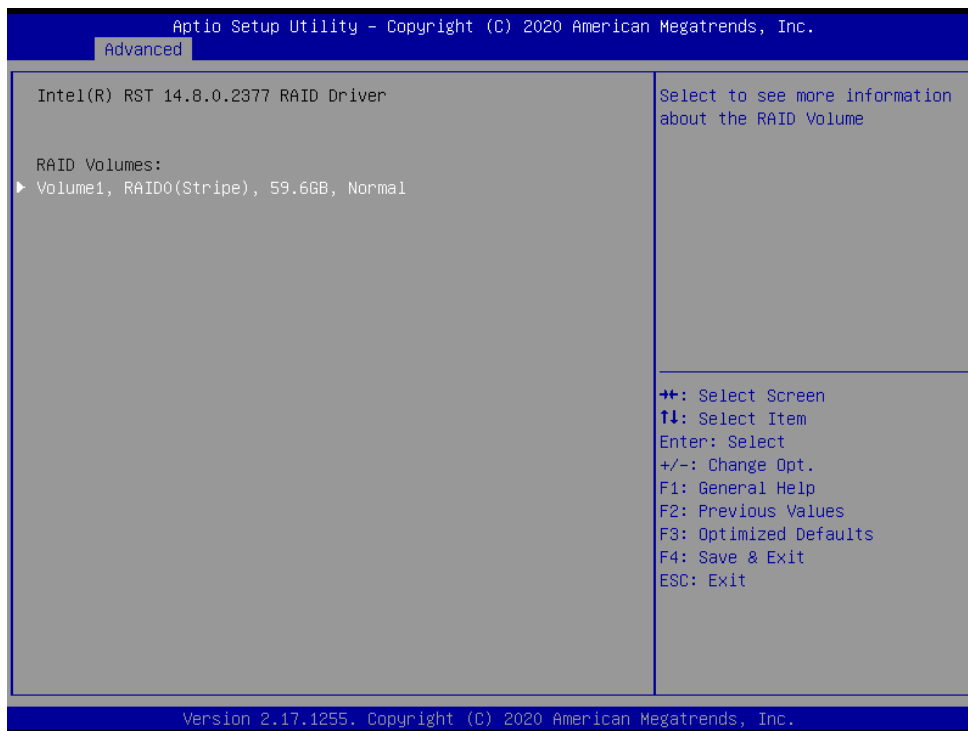 Aptio Setup Utility – Copyright (C) 2020 American Megatrends, Inc.
Advanced
Intel(R) RST 14.8.0.2377 RAID Driver
RAID Volumes:
▶ Volume1, RAID0(Stripe), 59.6GB, Normal
Select to see more information
about the RAID Volume
→←: Select Screen
↑↓: Select Item
Enter: Select
+/-: Change Opt.
F1: General Help
F2: Previous Values
F3: Optimized Defaults
F4: Save & Exit
ESC: Exit
Version 2.17.1255. Copyright (C) 2020 American Megatrends, Inc.